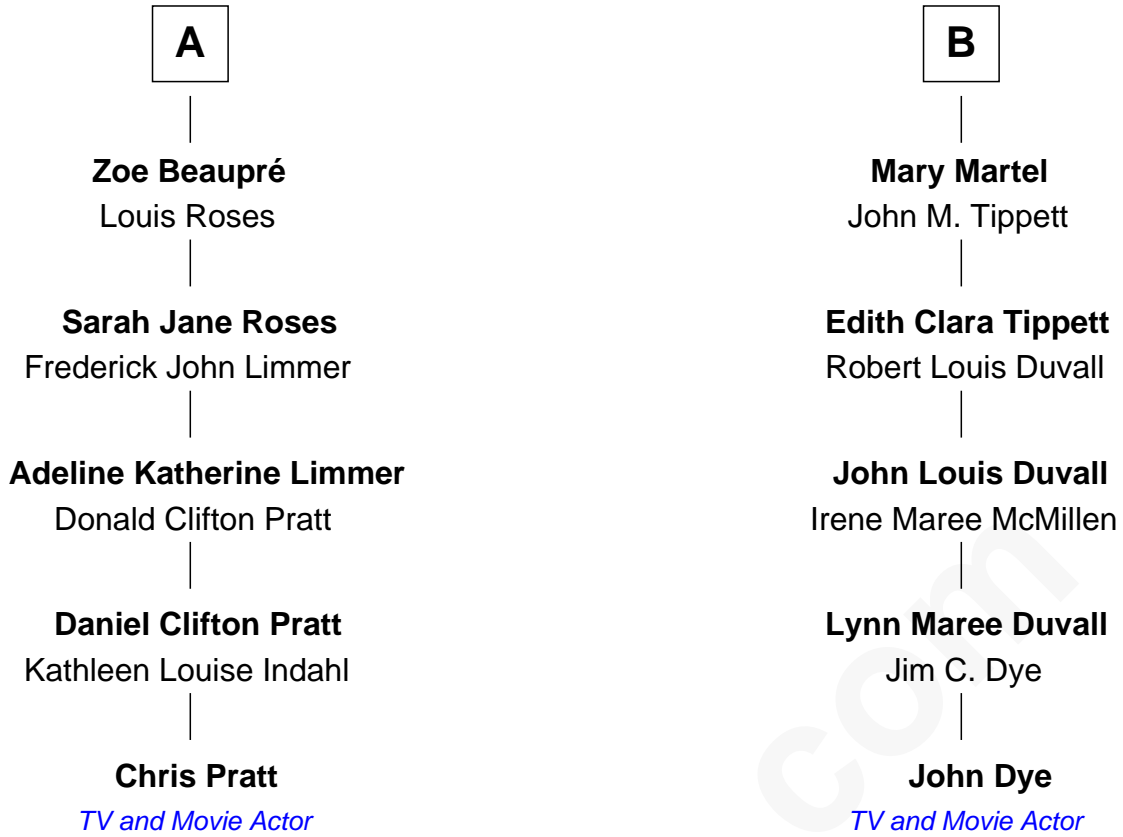 A
Zoe Beaupré
Louis Roses
Sarah Jane Roses
Frederick John Limmer
Adeline Katherine Limmer
Donald Clifton Pratt
Daniel Clifton Pratt
Kathleen Louise Indahl
Chris Pratt
TV and Movie Actor
B
Mary Martel
John M. Tippett
Edith Clara Tippett
Robert Louis Duvall
John Louis Duvall
Irene Maree McMillen
Lynn Maree Duvall
Jim C. Dye
John Dye
TV and Movie Actor
com